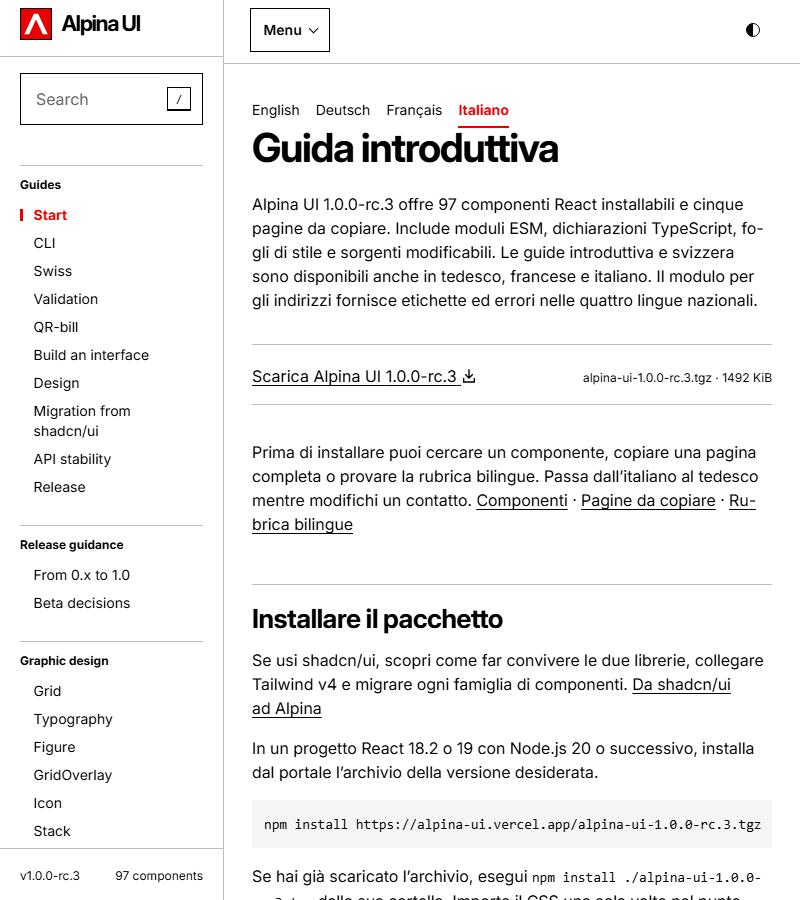 Alpina UI
Menu
Search
/
Guides
Start
CLI
Swiss
Validation
QR-bill
Build an interface
Design
Migration from
shadcn/ui
API stability
Release
Release guidance
From 0.x to 1.0
Beta decisions
Graphic design
Grid
Typography
Figure
GridOverlay
Icon
Stack
v1.0.0-rc.3 97 components
English Deutsch Français Italiano
Guida introduttiva
Alpina UI 1.0.0-rc.3 offre 97 componenti React installabili e cinque
pagine da copiare. Include moduli ESM, dichiarazioni TypeScript, fo-
gli di stile e sorgenti modificabili. Le guide introduttiva e svizzera
sono disponibili anche in tedesco, francese e italiano. Il modulo per
gli indirizzi fornisce etichette ed errori nelle quattro lingue nazionali.
Scarica Alpina UI 1.0.0-rc.3 alpina-ui-1.0.0-rc.3.tgz · 1492 KiB
Prima di installare puoi cercare un componente, copiare una pagina
completa o provare la rubrica bilingue. Passa dall’italiano al tedesco
mentre modifichi un contatto. Componenti · Pagine da copiare · Ru-
brica bilingue
Installare il pacchetto
Se usi shadcn/ui, scopri come far convivere le due librerie, collegare
Tailwind v4 e migrare ogni famiglia di componenti. Da shadcn/ui
ad Alpina
In un progetto React 18.2 o 19 con Node.js 20 o successivo, installa
dal portale l’archivio della versione desiderata.
npm install https://alpina-ui.vercel.app/alpina-ui-1.0.0-rc.3.tgz
Se hai già scaricato l’archivio, esegui npm install ./alpina-ui-1.0.0-